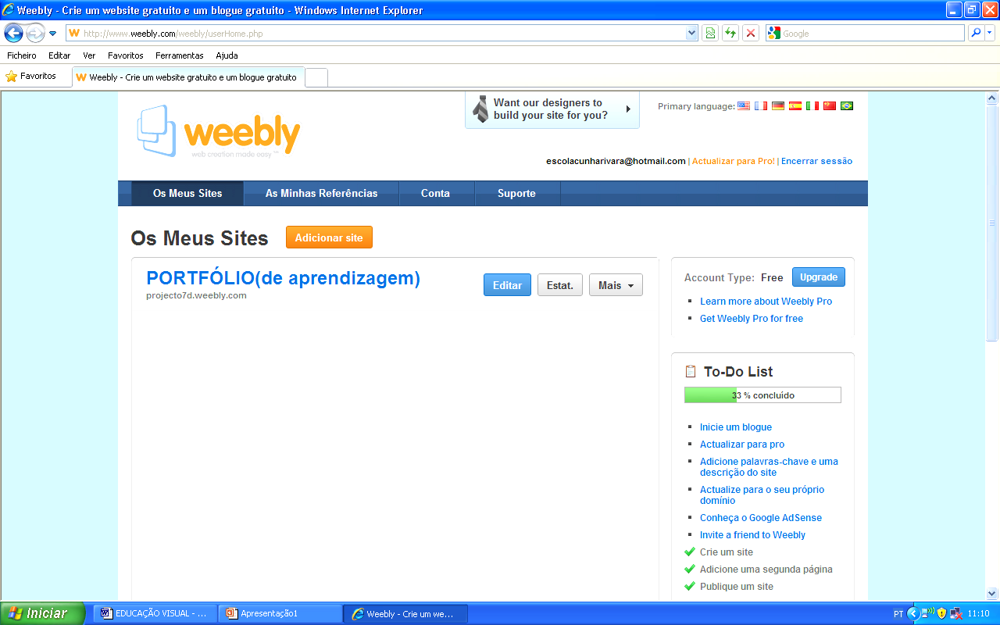 Weebly - Crie um website gratuito e um blogue gratuito - Windows Internet Explorer
http://www.weebly.com/weebly/userHome.php
Google
Ficheiro Editar Ver Favoritos Ferramentas Ajuda
Favoritos
Weebly - Crie um website gratuito e um blogue gratuito
weebly
web creation made easy ™
Want our designers to
build your site for you?
Primary language:
escolacunharivara@hotmail.com | Actualizar para Pro! | Encerrar sessão
Os Meus Sites As Minhas Referências Conta Suporte
Os Meus Sites
Adicionar site
PORTFÓLIO(de aprendizagem)
projecto7d.weebly.com
Editar Estat. Mais
Account Type: Free Upgrade
Learn more about Weebly Pro
Get Weebly Pro for free
To-Do List
33 % concluído
Inicie um blogue
Actualizar para pro
Adicione palavras-chave e uma
descrição do site
Actualize para o seu próprio
domínio
Conheça o Google AdSense
Invite a friend to Weebly
Crie um site
Adicione uma segunda página
Publique um site
Iniciar
EDUCAÇÃO VISUAL - ...
Apresentação1
Weebly - Crie um we...
PT
11:10